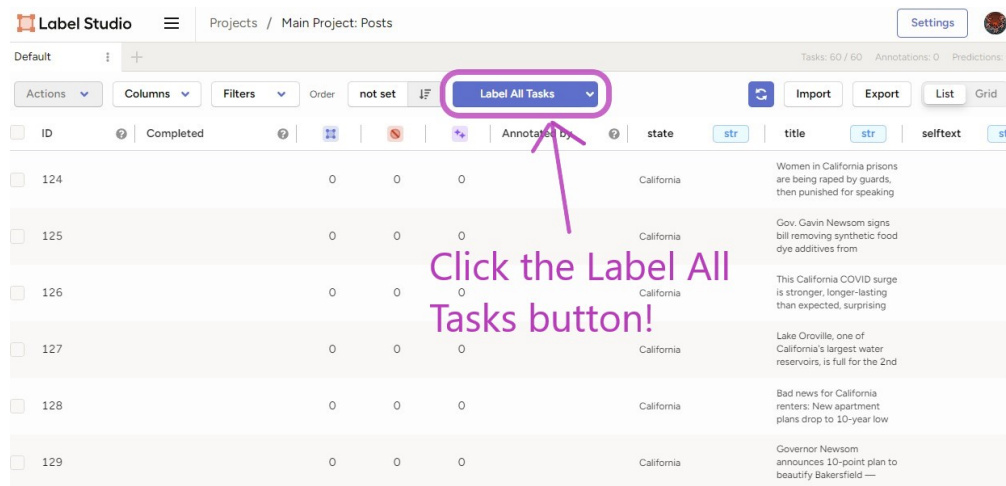 Label Studio Projects / Main Project: Posts Settings
Default Tasks: 60 / 60 Annotations: 0 Predictions:
Actions Columns Filters Order not set Label All Tasks Import Export List Grid
ID Completed Annotated by state str title str selftext st
124 0 0 0 California Women in California prisons
are being raped by guards,
then punished for speaking
125 0 0 0 California Gov. Gavin Newsom signs
bill removing synthetic food
dye additives from
Click the Label All
Tasks button!
126 0 0 0 California This California COVID surge
is stronger, longer-lasting
than expected, surprising
127 0 0 0 California Lake Oroville, one of
California's largest water
reservoirs, is full for the 2nd
128 0 0 0 California Bad news for California
renters: New apartment
plans drop to 10-year low
129 0 0 0 California Governor Newsom
announces 10-point plan to
beautify Bakersfield —